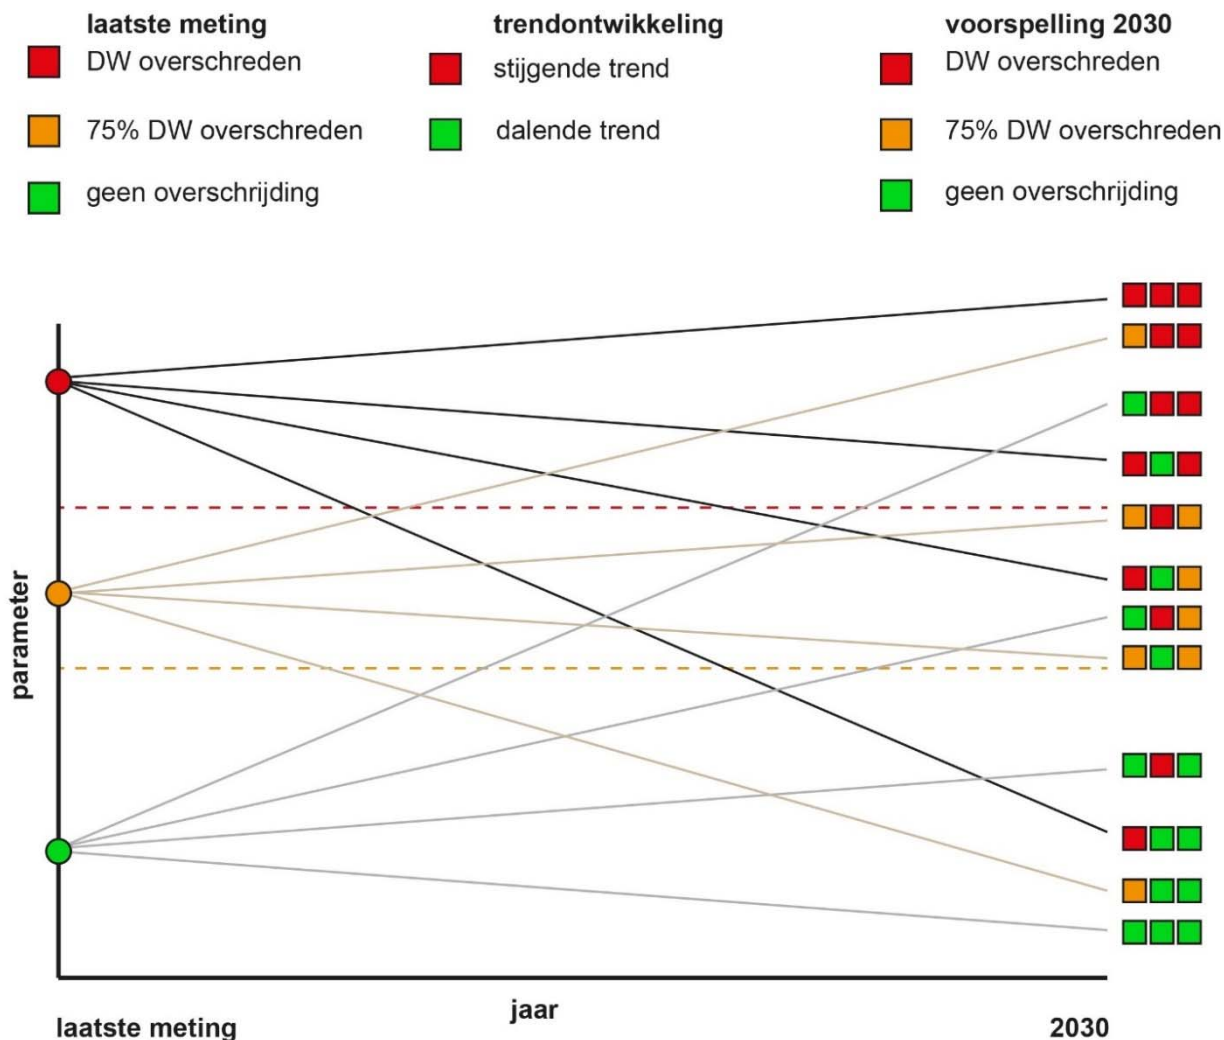 laatste meting
DW overschreden
75% DW overschreden
geen overschrijding
trendontwikkeling
stijgende trend
dalende trend
voorspelling 2030
DW overschreden
75% DW overschreden
geen overschrijding
parameter
jaar
laatste meting
2030